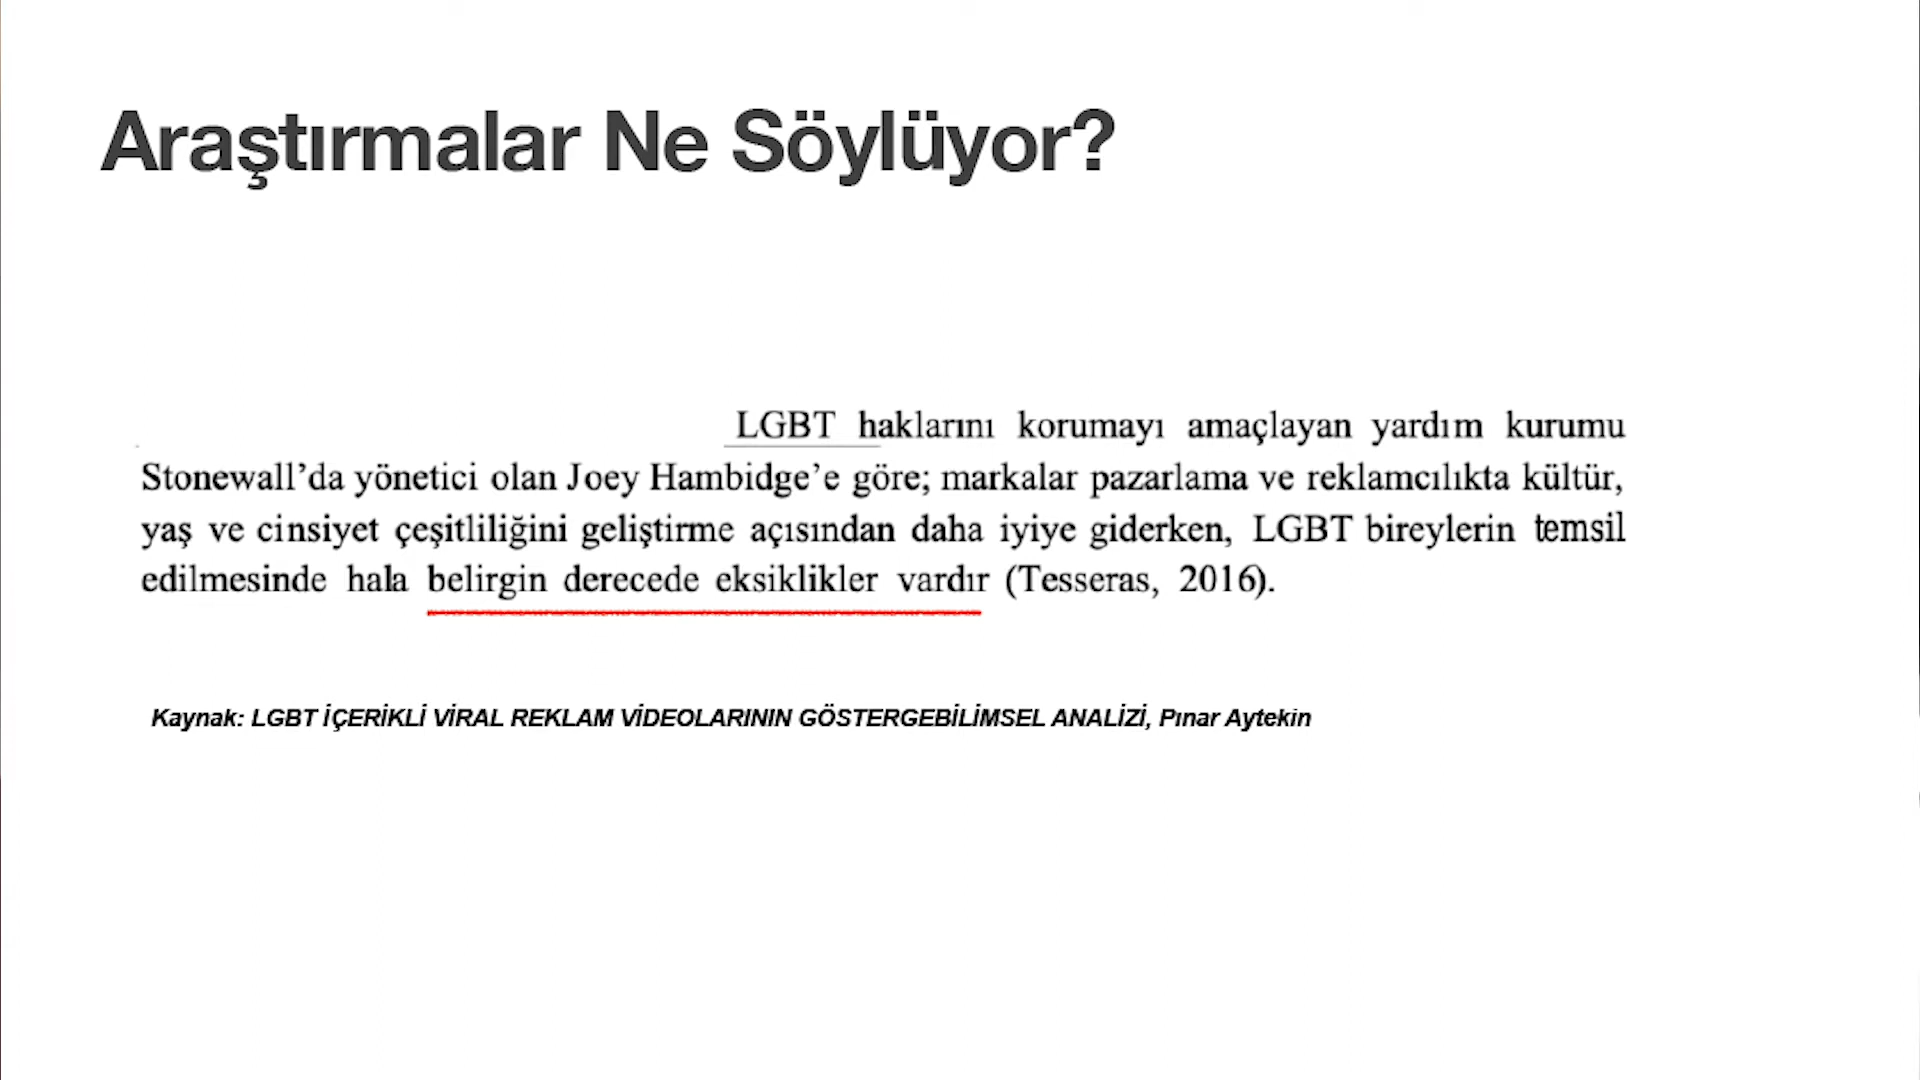 Araştırmalar Ne Söylüyor?
LGBT haklarını korumayı amaçlayan yardım kurumu
Stonewall’da yönetici olan Joey Hambidge’e göre; markalar pazarlama ve reklamcılıkta kültür,
yaş ve cinsiyet çeşitliliğini geliştirme açısından daha iyiye giderken, LGBT bireylerin temsil
edilmesinde hala belirgin derecede eksiklikler vardır (Tesseras, 2016).
Kaynak: LGBT İÇERİKLİ VİRAL REKLAM VİDEOLARININ GÖSTERGEBİLİMSEL ANALİZİ, Pınar Aytekin